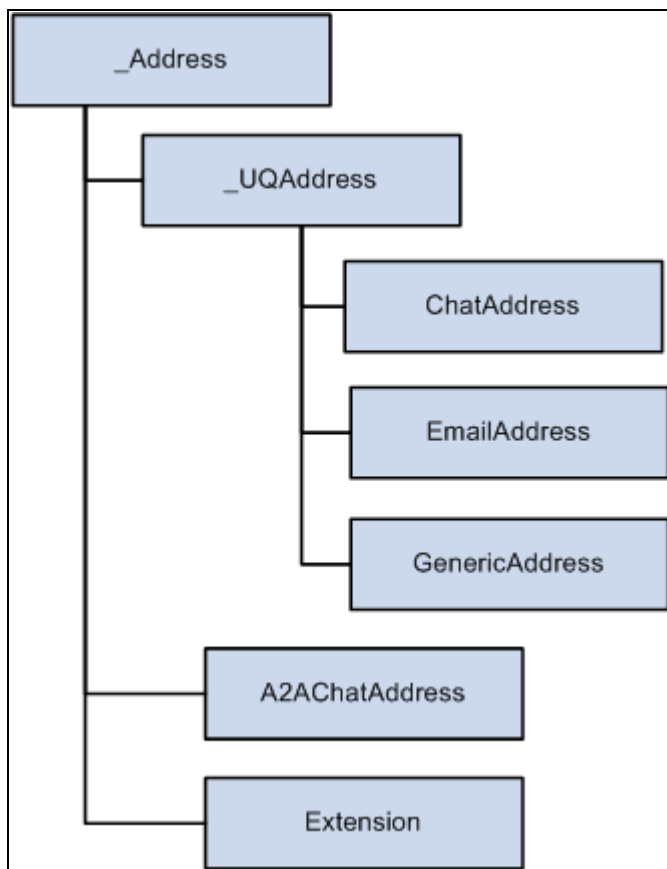 _Address
_UQAddress
ChatAddress
EmailAddress
GenericAddress
A2AChatAddress
Extension